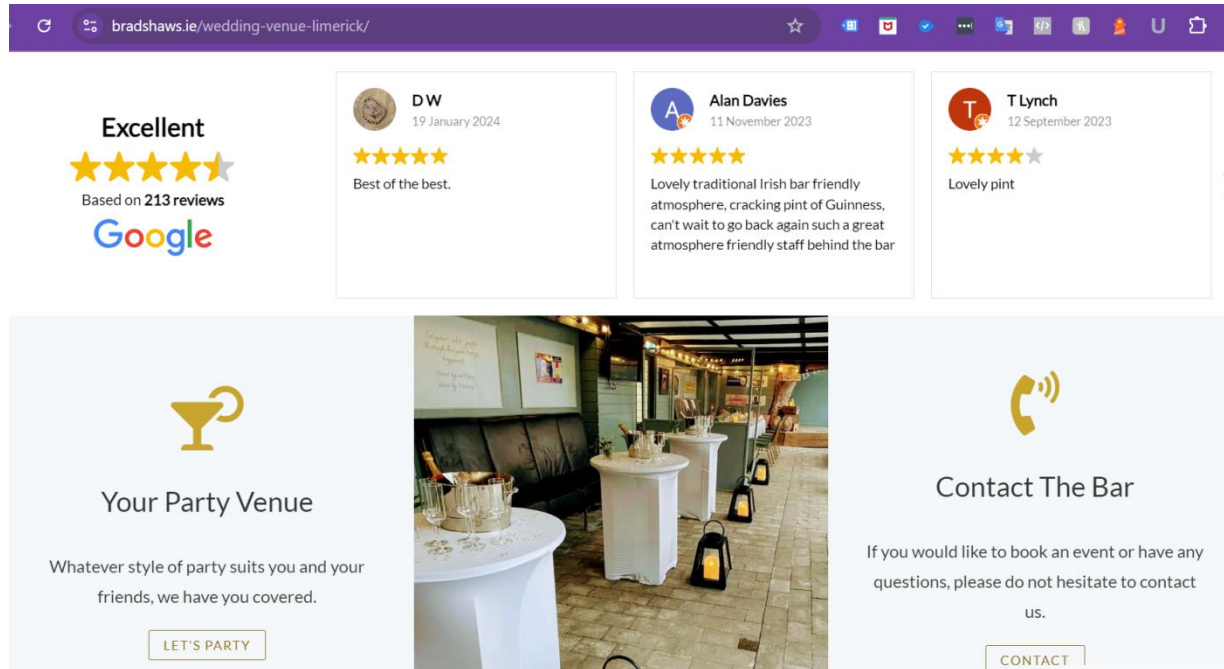 bradshaws.ie/wedding-venue-limerick/
Excellent
Based on 213 reviews
Google
D W
19 January 2024
Best of the best.
A
Alan Davies
11 November 2023
Lovely traditional Irish bar friendly
atmosphere, cracking pint of Guinness,
can't wait to go back again such a great
atmosphere friendly staff behind the bar
T
T Lynch
12 September 2023
Lovely pint
Your Party Venue
Whatever style of party suits you and your
friends, we have you covered.
LET'S PARTY
Contact The Bar
If you would like to book an event or have any
questions, please do not hesitate to contact
us.
CONTACT